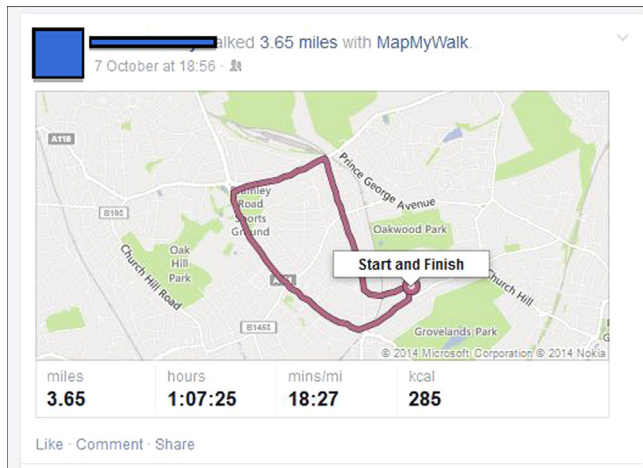 alked 3.65 miles with MapMyWalk.
7 October at 18:56
A110
Prince George Avenue
Bramley
Road
Sports
Ground
B1453
Oakwood Park
Oak
Hill
Park
Church Hill Road
Start and Finish
Church Hill
Grovelands Park
© 2014 Microsoft Corporation © 2014 Nokia
miles
hours
mins/mi
kcal
3.65
1:07:25
18:27
285
Like · Comment · Share